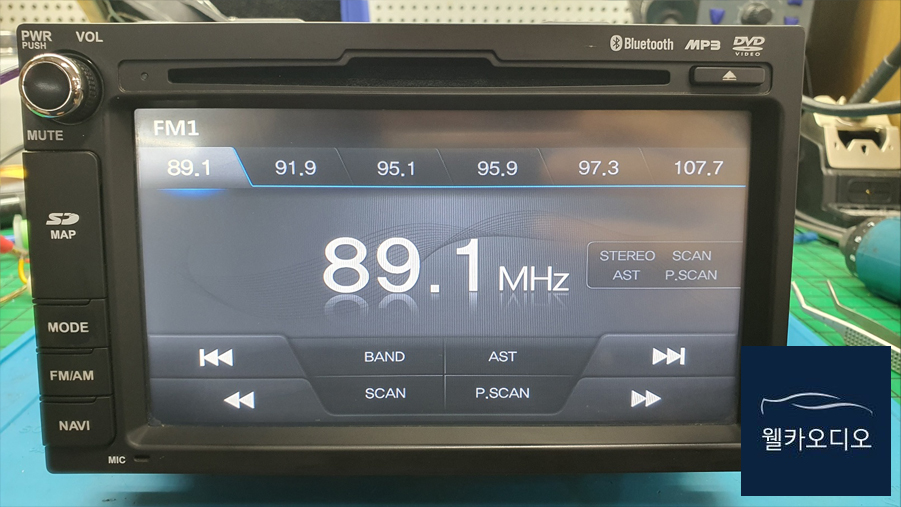 PWR
PUSH
VOL
Bluetooth MP3 DVD
VIDEO
MUTE
FM1
89.1 91.9 95.1 95.9 97.3 107.7
SD
MAP
89.1 MHz
STEREO SCAN
AST P.SCAN
MODE
BAND AST
FM/AM
SCAN P.SCAN
NAVI
MIC
웰카오디오